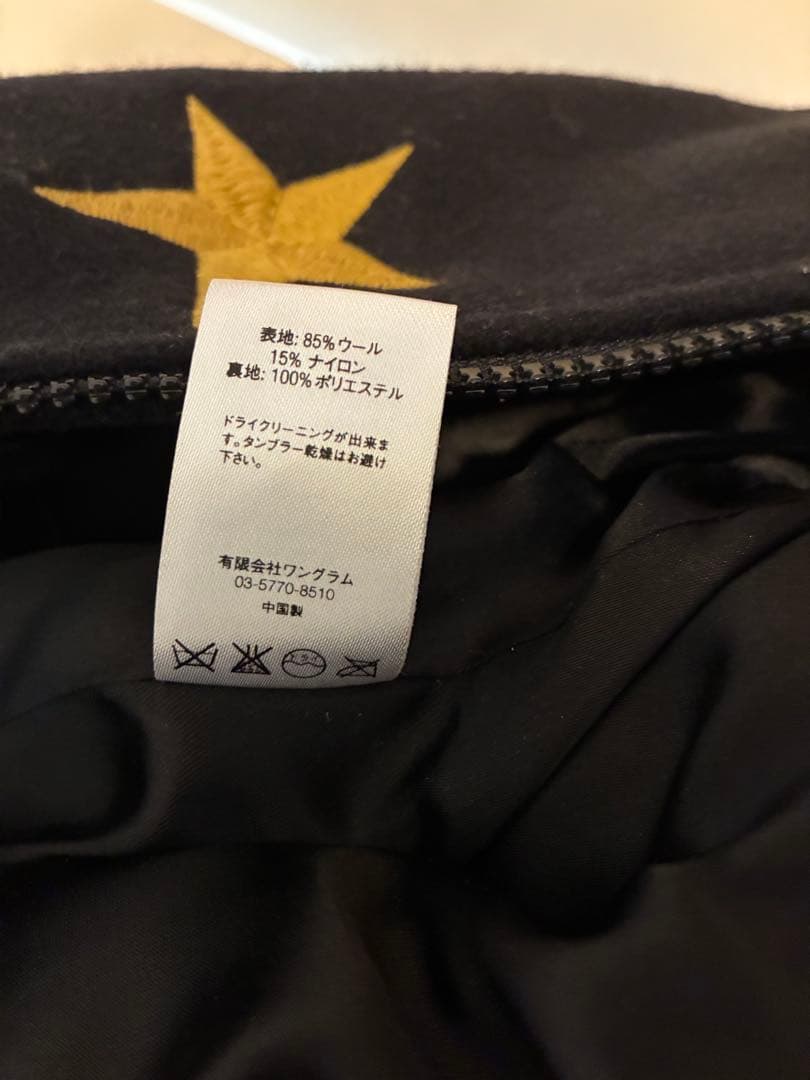 表地: 85%ウール
15% ナイロン
裏地: 100%ポリエステル
ドライクリーニングが出来ま
す。タンブラー乾燥はお避け
下さい。
有限会社ワングラム
03-5770-8510
中国製